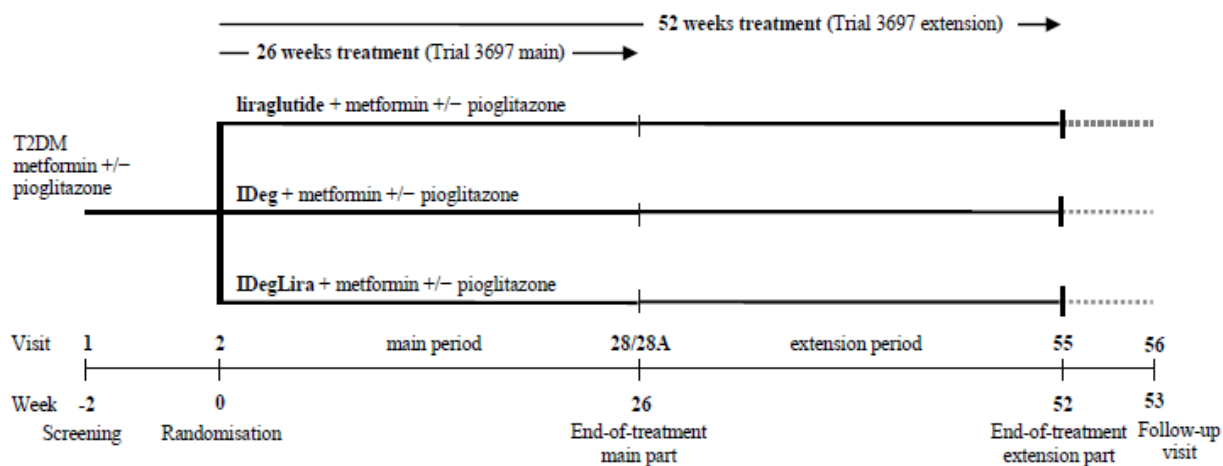 52 weeks treatment (Trial 3697 extension)
26 weeks treatment (Trial 3697 main)
liraglutide + metformin +/− pioglitazone
T2DM
metformin +/−
pioglitazone
IDeg + metformin +/− pioglitazone
IDegLira + metformin +/− pioglitazone
Visit 1 2 main period 28/28A extension period 55 56
Week -2 0 26 52 53
Screening Randomisation End-of-treatment End-of-treatment Follow-up
main part extension part visit